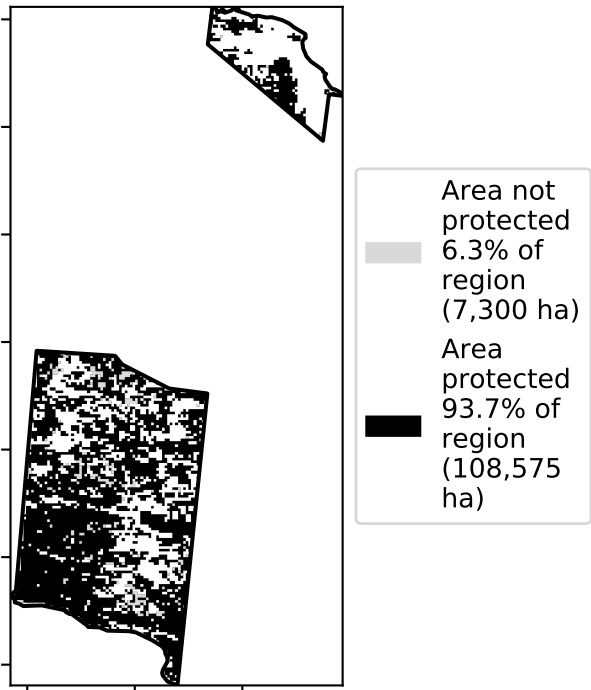 Area not
protected
6.3% of
region
(7,300 ha)
Area
protected
93.7% of
region
(108,575
ha)